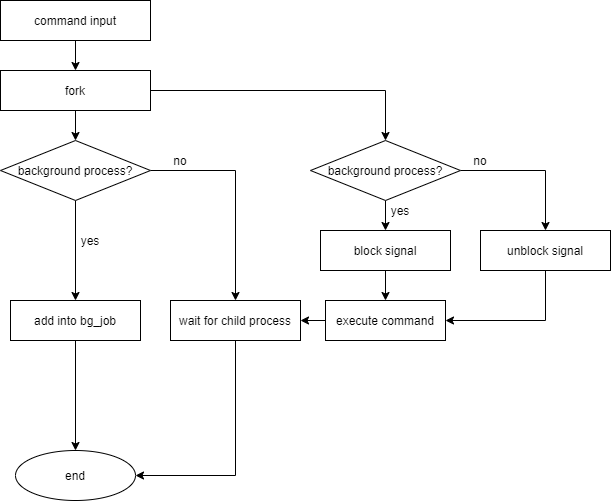 command input
fork
background process?
no
background process?
no
yes
yes
block signal
unblock signal
add into bg_job
wait for child process
execute command
end